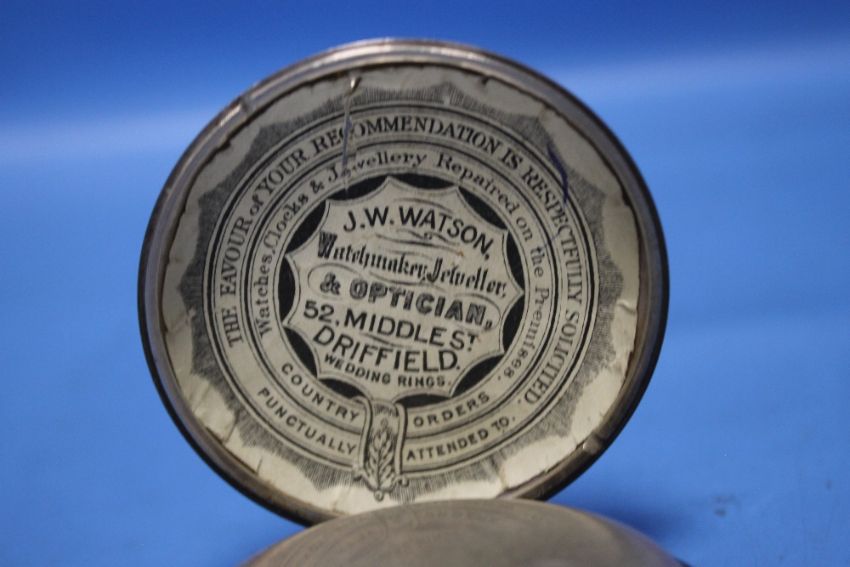 THE FAVOUR of YOUR RECOMMENDATION IS RESPECTFULLY SOLICITED
Watches, Clocks & Jewellery Repaired on the Premises.
J.W. WATSON,
Watchmaker, Jeweller,
& OPTICIAN,
52, MIDDLE ST
DRIFFIELD.
WEDDING RINGS.
COUNTRY ORDERS
PUNCTUALLY ATTENDED TO.